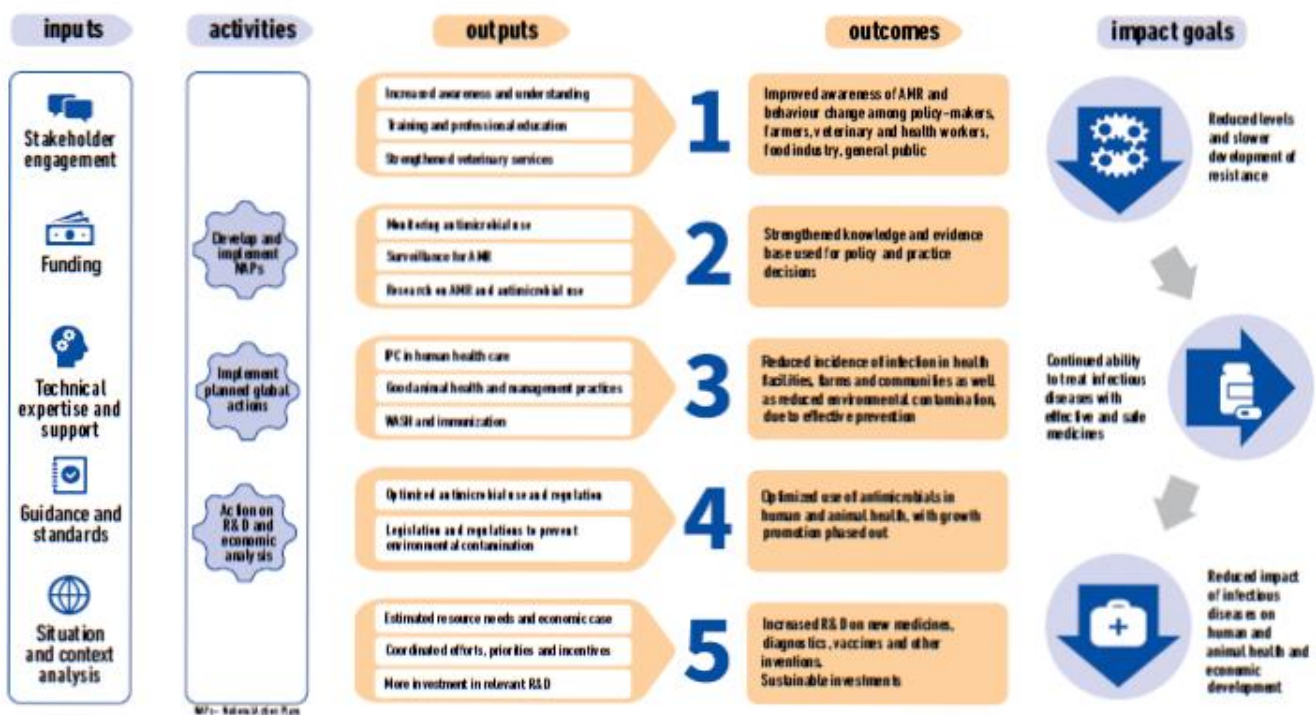 inputs
activities
outputs
outcomes
impact goals
Stakeholder
engagement
Funding
Technical
expertise and
support
Guidance and
standards
Situation
and context
analysis
Develop and
implement
NAPs
Implement
planned global
actions
Action on
R&D and
economic
analysis
NAPs– National Action Plans
Increased awareness and understanding
Training and professional education
Strengthened veterinary services
1
Improved awareness of AMR and
behaviour change among policy-makers,
farmers, veterinary and health workers,
food industry, general public
Monitoring antimicrobial use
Surveillance for AMR
Research on AMR and antimicrobial use
2
Strengthened knowledge and evidence
base used for policy and practice
decisions
IPC in human health care
Good animal health and management practices
WASH and immunization
3
Reduced incidence of infection in health
facilities, farms and communities as well
as reduced environmental contamination,
due to effective prevention
Optimized antimicrobial use and regulation
Legislation and regulations to prevent
environmental contamination
4
Optimized use of antimicrobials in
human and animal health, with growth
promotion phased out
Estimated resource needs and economic case
Coordinated efforts, priorities and incentives
More investment in relevant R&D
5
Increased R&D on new medicines,
diagnostics, vaccines and other
inventions.
Sustainable investments
Reduced levels
and slower
development of
resistance
Continued ability
to treat infectious
diseases with
effective and safe
medicines
Reduced impact
of infectious
diseases on
human and
animal health and
economic
development